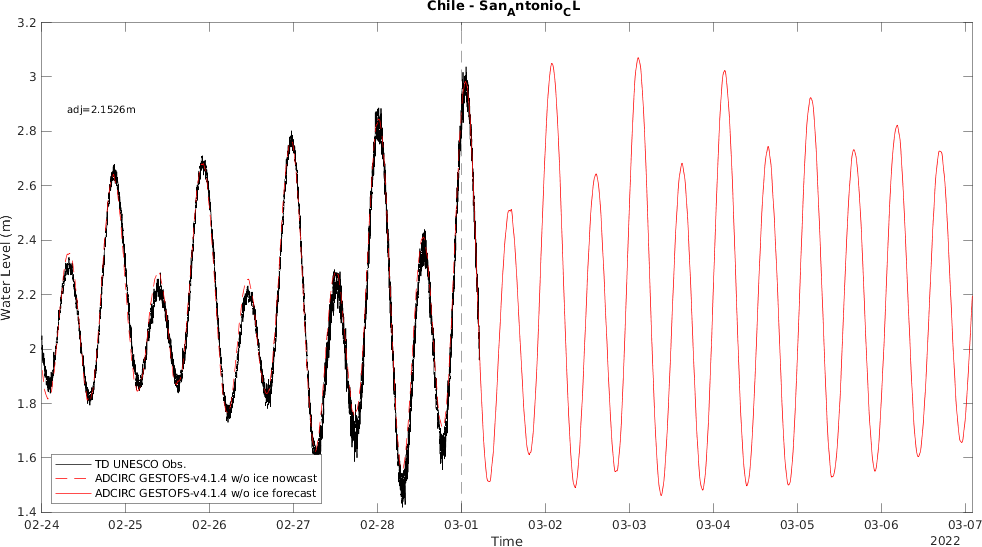 Chile - SanAntonioCL
3.2
3
2.8
2.6
2.4
2.2
2
1.8
1.6
1.4
Water Level (m)
adj=2.1526m
TD UNESCO Obs.
ADCIRC GESTOFS-v4.1.4 w/o ice nowcast
ADCIRC GESTOFS-v4.1.4 w/o ice forecast
02-24 02-25 02-26 02-27 02-28 03-01 03-02 03-03 03-04 03-05 03-06 03-07
Time
2022